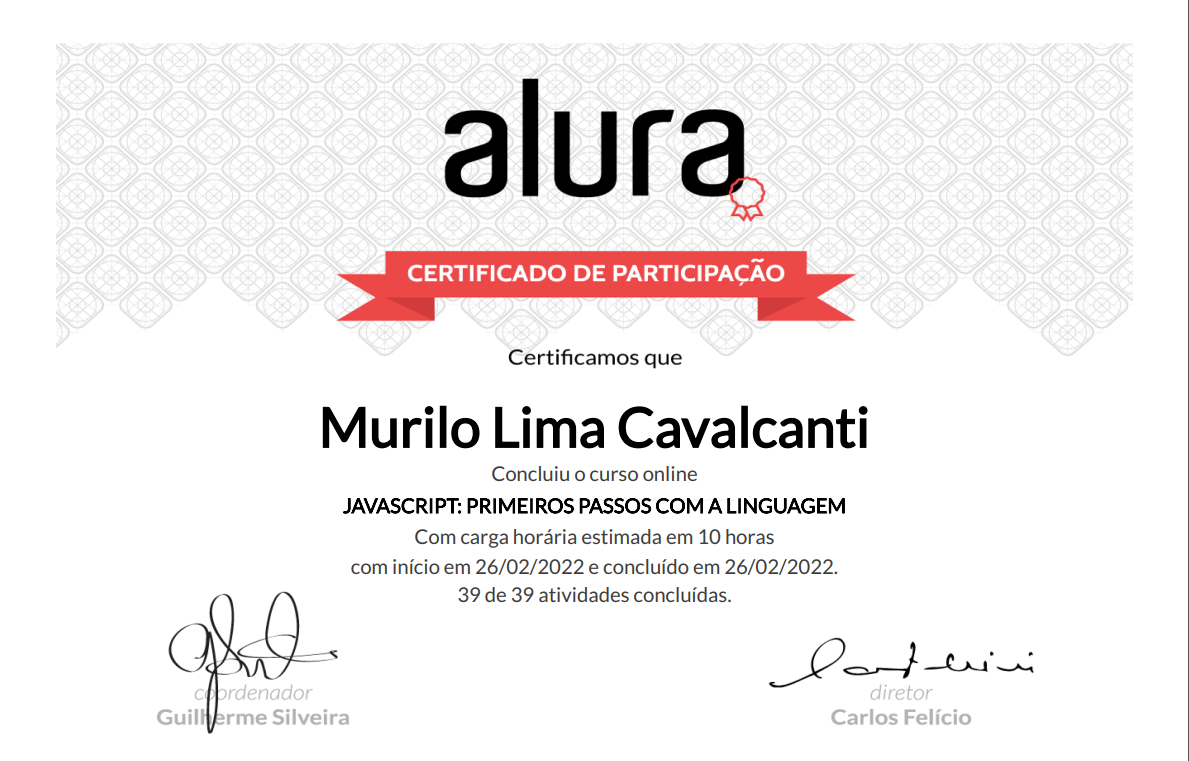 alura
CERTIFICADO DE PARTICIPAÇÃO
Certificamos que
Murilo Lima Cavalcanti
Concluiu o curso online
JAVASCRIPT: PRIMEIROS PASSOS COM A LINGUAGEM
Com carga horária estimada em 10 horas
com início em 26/02/2022 e concluído em 26/02/2022.
39 de 39 atividades concluídas.
coordenador
Guilherme Silveira
diretor
Carlos Felício